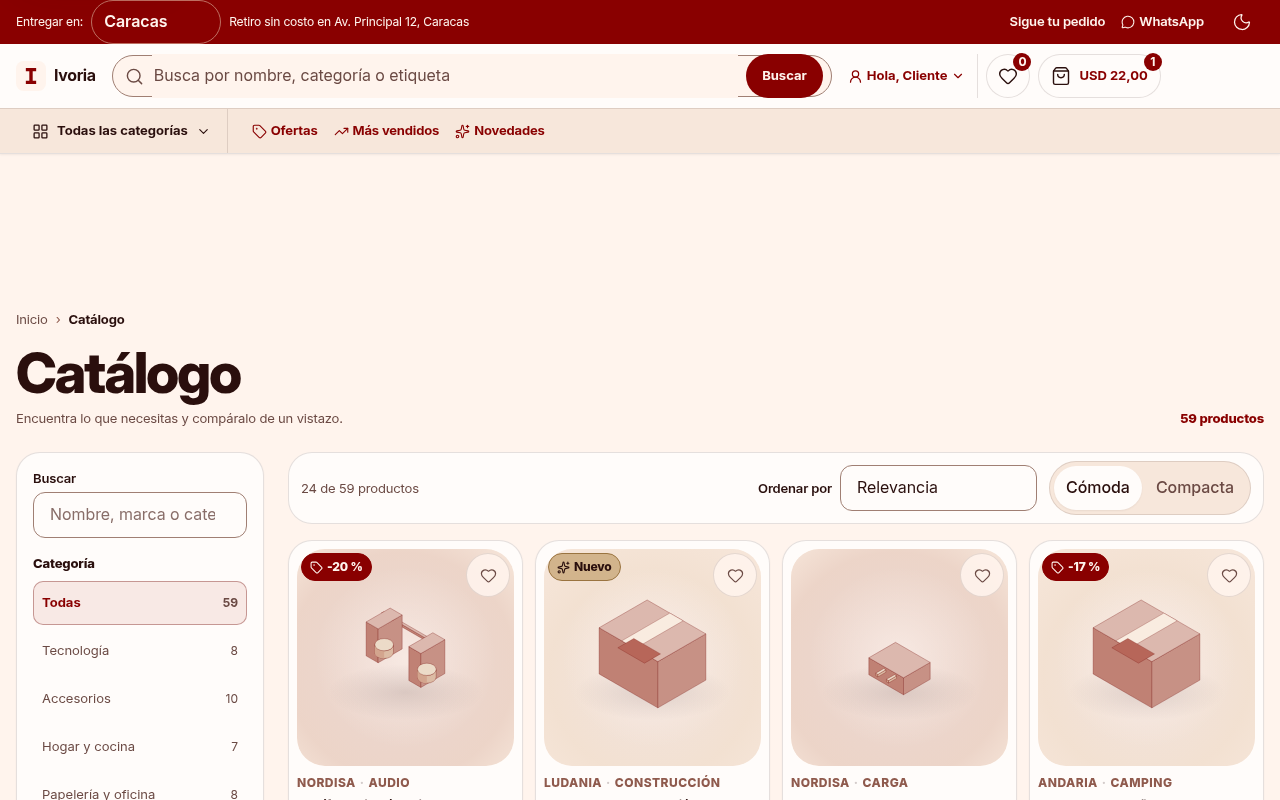 Entregar en: Caracas Retiro sin costo en Av. Principal 12, Caracas Sigue tu pedido WhatsApp
I Ivoria Busca por nombre, categoría o etiqueta Buscar Hola, Cliente 0 USD 22,00 1
Todas las categorías Ofertas Más vendidos Novedades
Inicio › Catálogo
Catálogo
Encuentra lo que necesitas y compáralo de un vistazo. 59 productos
Buscar
Nombre, marca o cate
Categoría
Todas 59
Tecnología 8
Accesorios 10
Hogar y cocina 7
Papelería y oficina 8
24 de 59 productos Ordenar por Relevancia Cómoda Compacta
-20 % Nuevo -17 %
NORDISA · AUDIO LUDANIA · CONSTRUCCIÓN NORDISA · CARGA ANDARIA · CAMPING